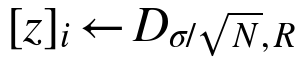 [z]_i ← D_{σ/√N, R}